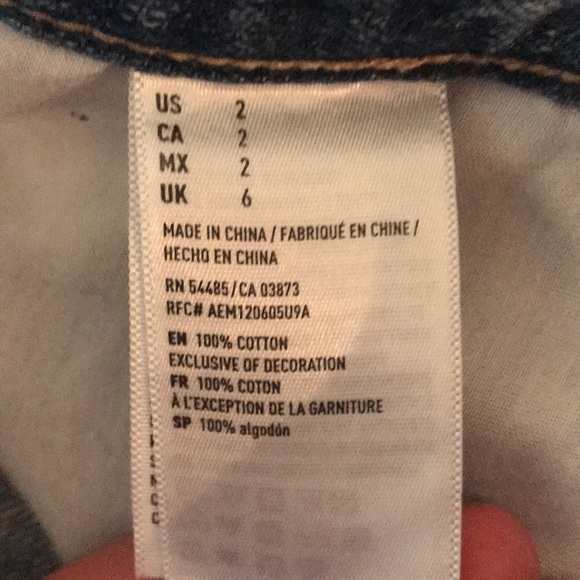 US 2
CA 2
MX 2
UK 6
MADE IN CHINA / FABRIQUÉ EN CHINE /
HECHO EN CHINA
RN 54485/CA 03873
RFC# AEM120605U9A
EN 100% COTTON
EXCLUSIVE OF DECORATION
FR 100% COTON
À L'EXCEPTION DE LA GARNITURE
SP 100% algodón